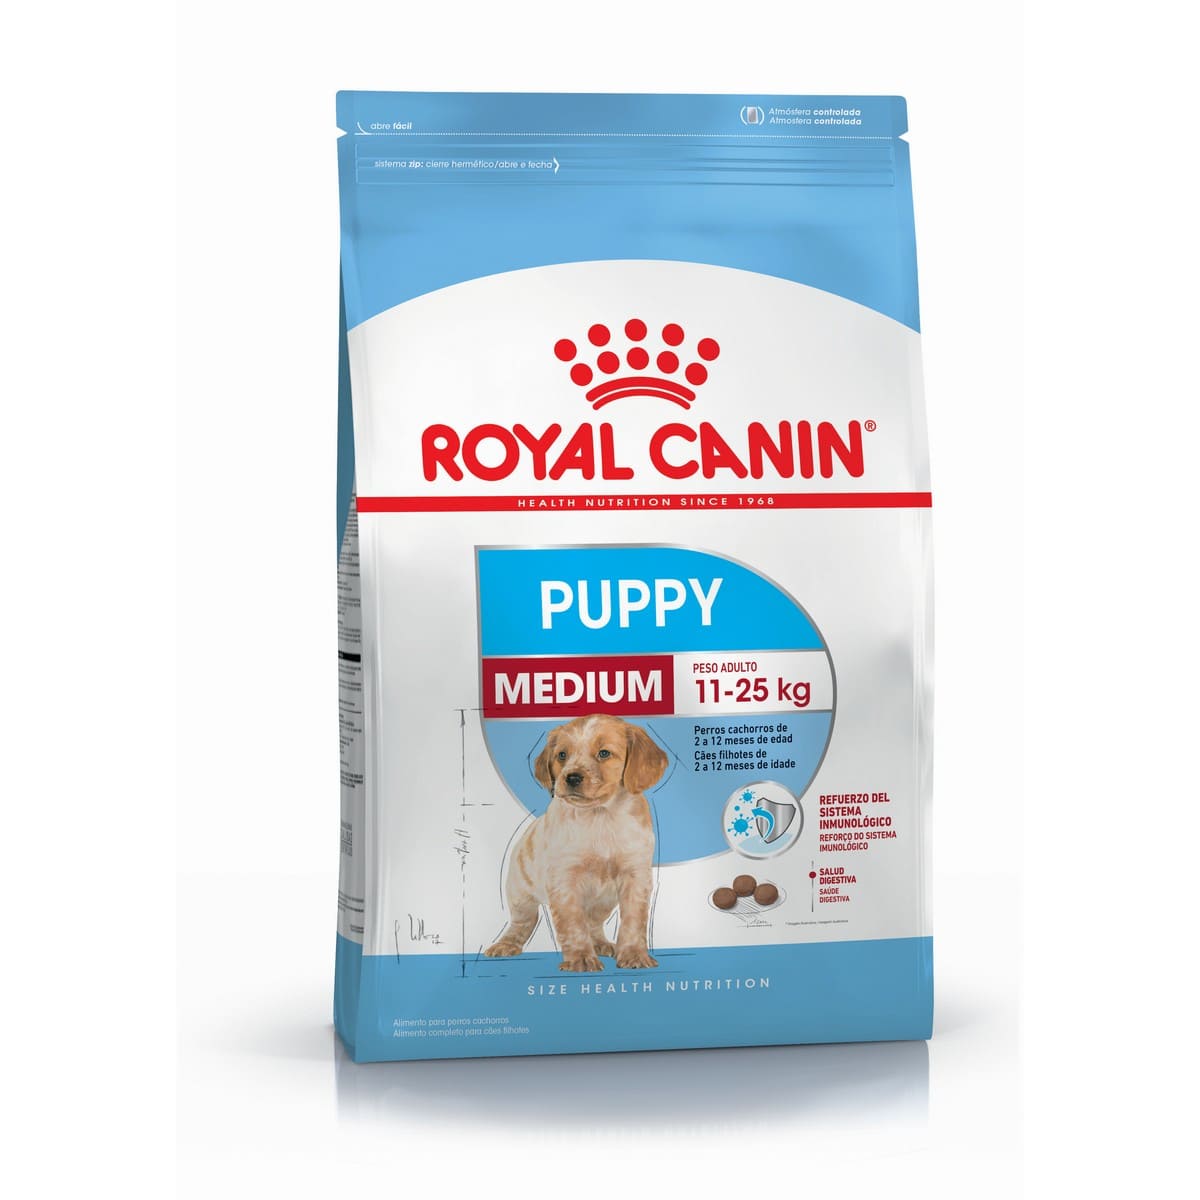 abre fácil
Atmósfera controlada
Atmosfera controlada
sistema zip: cierre hermético/abre e fecha
ROYAL CANIN®
HEALTH NUTRITION SINCE 1968
PUPPY
MEDIUM
PESO ADULTO
11-25 kg
Perros cachorros de
2 a 12 meses de edad
Cães filhotes de
2 a 12 meses de idade
REFUERZO DEL
SISTEMA
INMUNOLÓGICO
REFORÇO DO SISTEMA
IMUNOLÓGICO
SALUD
DIGESTIVA
SAÚDE
DIGESTIVA
SIZE HEALTH NUTRITION
Alimento para perros cachorros
Alimento completo para cães filhotes